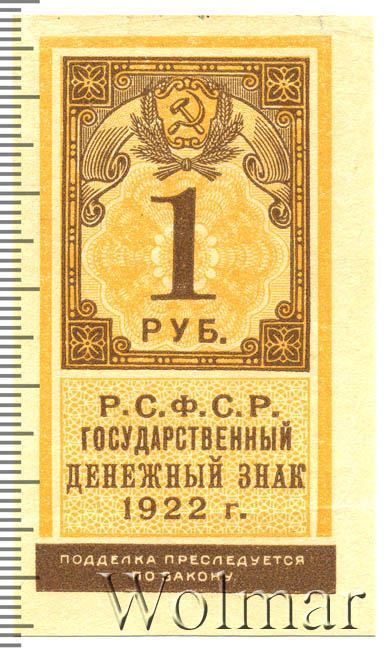 1
РУБ.
Р.С.Ф.С.Р.
ГОСУДАРСТВЕННЫЙ
ДЕНЕЖНЫЙ ЗНАК
1922 г.
ПОДДЕЛКА ПРЕСЛЕДУЕТСЯ
ПО ЗАКОНУ
Wolmar